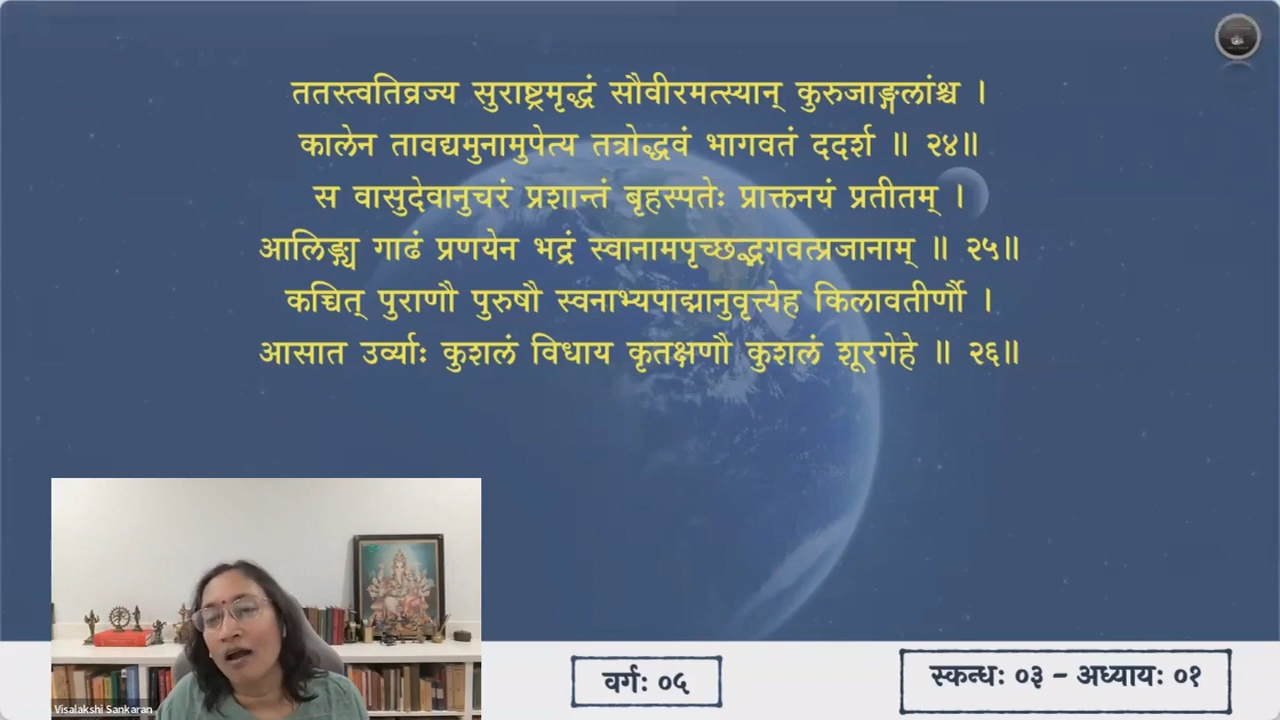 ततस्त्वतिव्रज्य सुराष्ट्रमृद्धं सौवीरमत्स्यान् कुरुजाङ्गलांश्च ।
कालेन तावद्यमुनामुपेत्य तत्रोद्धवं भागवतं ददर्श ॥ २४॥
स वासुदेवानुचरं प्रशान्तं बृहस्पतेः प्राक्तनयं प्रतीतम् ।
आलिङ्ग्य गाढं प्रणयेन भद्रं स्वानामपृच्छद्भगवत्प्रजानाम् ॥ २५॥
कच्चित् पुराणौ पुरुषौ स्वनाभ्यपाद्मानुवृत्त्येह किलावतीर्णौ ।
आसात उर्व्याः कुशलं विधाय कृतक्षणौ कुशलं शूरगेहे ॥ २६॥
Visalakshi Sankaran
वर्गः ०५
स्कन्धः ०३ - अध्यायः ०१